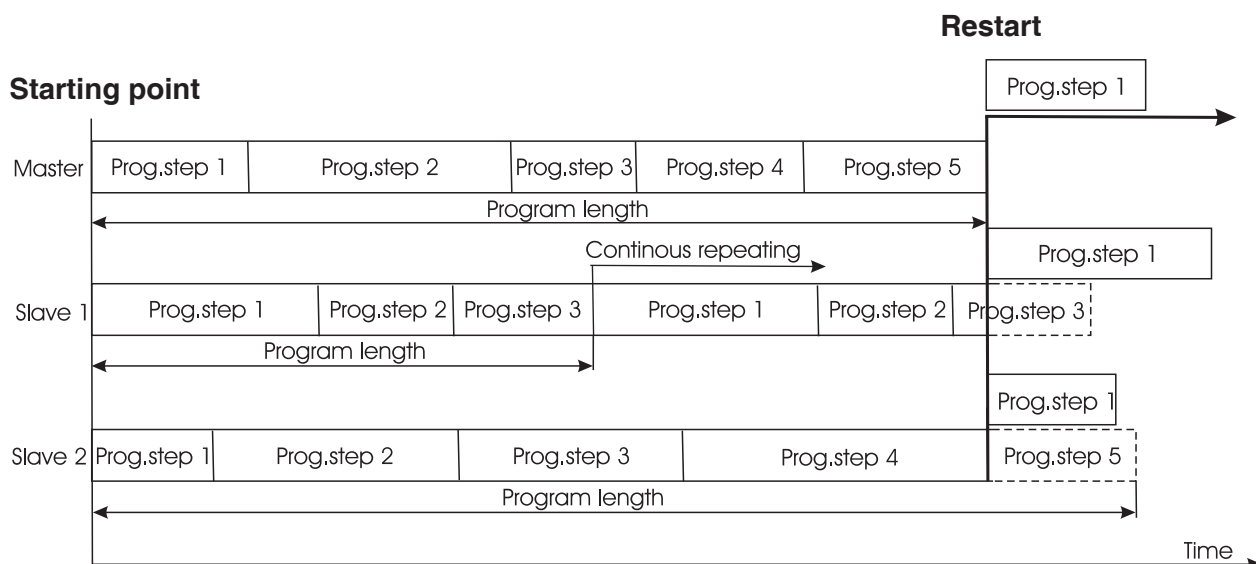 Restart
Starting point
Prog.step 1
Master
Prog.step 1
Prog.step 2
Prog.step 3
Prog.step 4
Prog.step 5
Program length
Continous repeating
Prog.step 1
Slave 1
Prog.step 1
Prog.step 2
Prog.step 3
Prog.step 1
Prog.step 2
Prog.step 3
Program length
Prog.step 1
Slave 2
Prog.step 1
Prog.step 2
Prog.step 3
Prog.step 4
Prog.step 5
Program length
Time